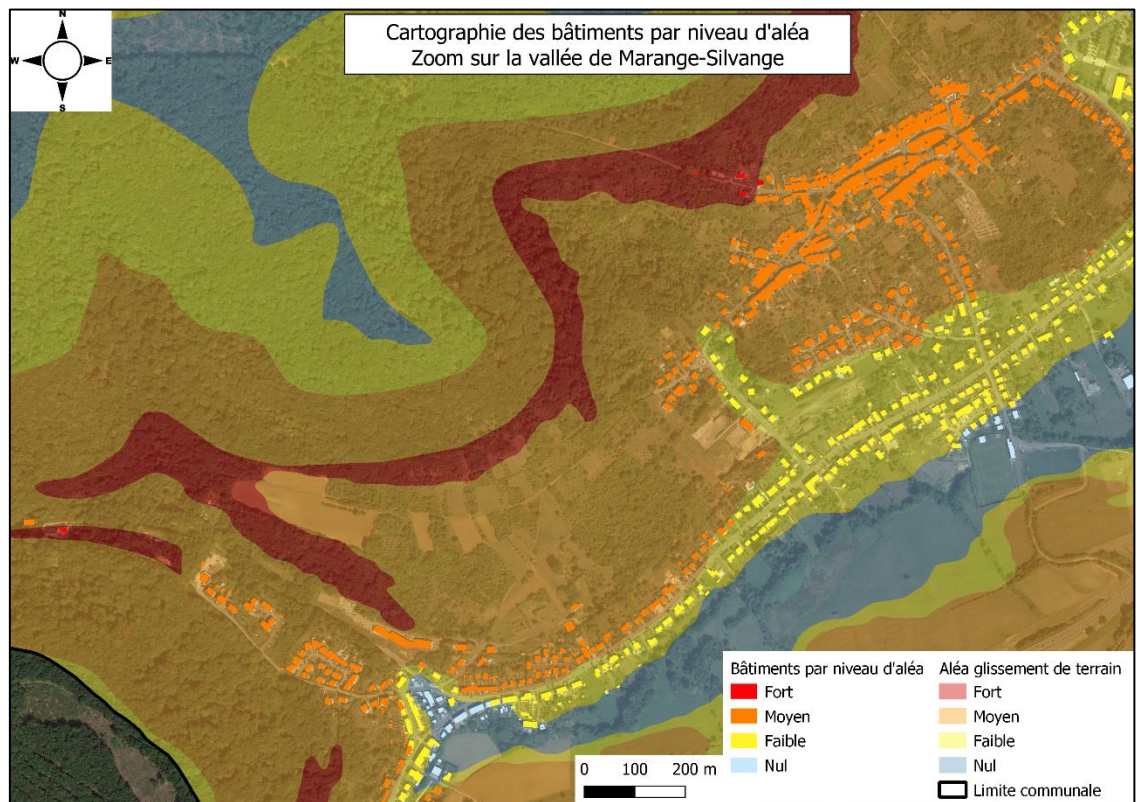 N
W
E
S
Cartographie des bâtiments par niveau d'aléa
Zoom sur la vallée de Marange-Silvange
Bâtiments par niveau d'aléa
Fort
Moyen
Faible
Nul
Aléa glissement de terrain
Fort
Moyen
Faible
Nul
Limite communale
0 100 200 m